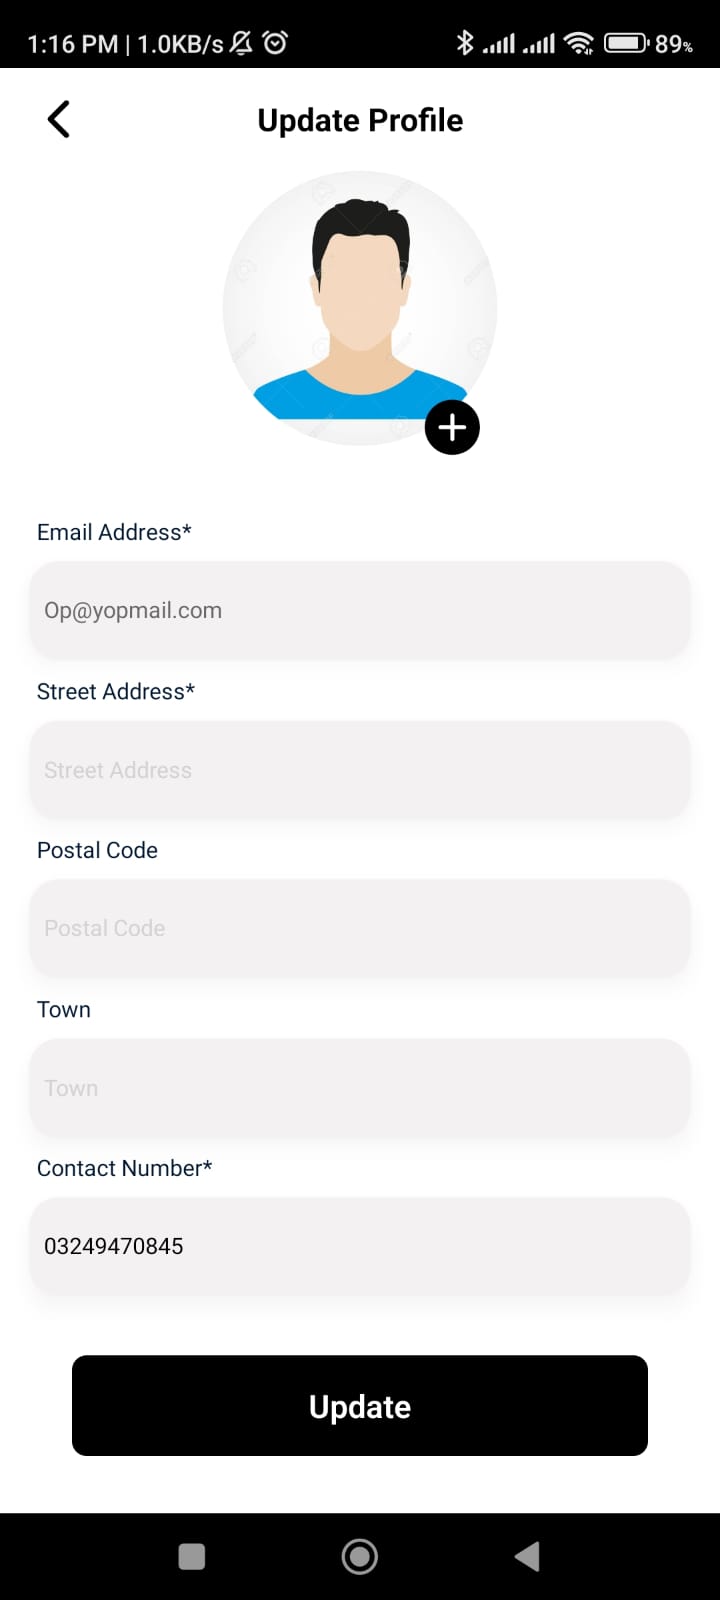 1:16 PM | 1.0KB/s 89%
Update Profile
Email Address*
Op@yopmail.com
Street Address*
Street Address
Postal Code
Postal Code
Town
Town
Contact Number*
03249470845
Update